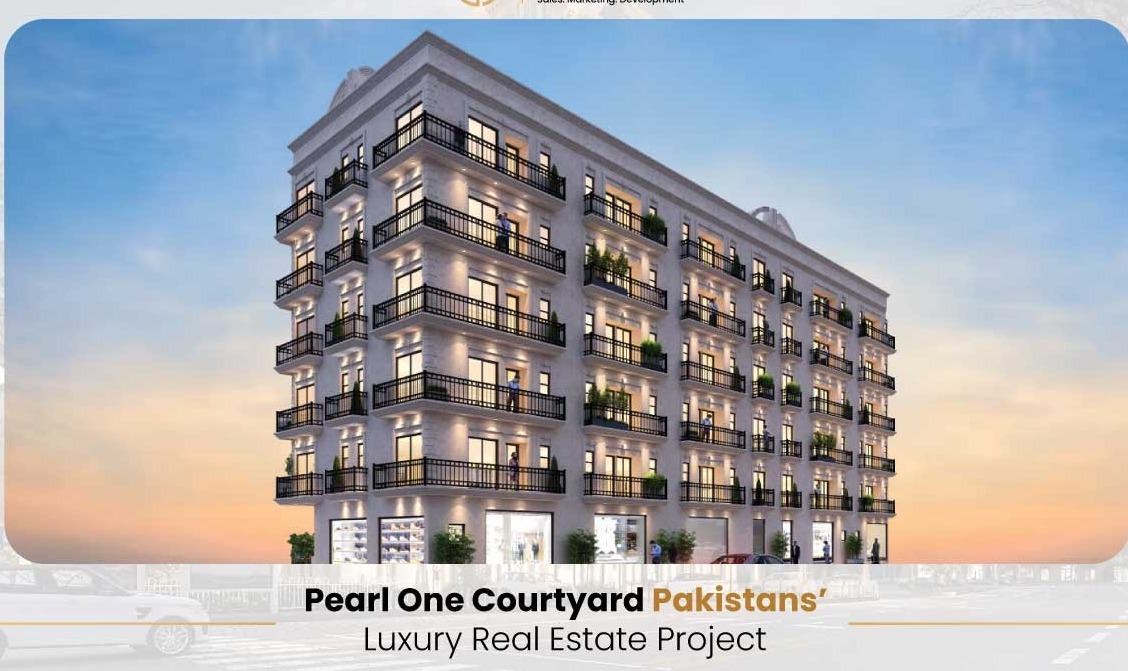 Sales. Marketing. Development
Pearl One Courtyard Pakistans’
Luxury Real Estate Project